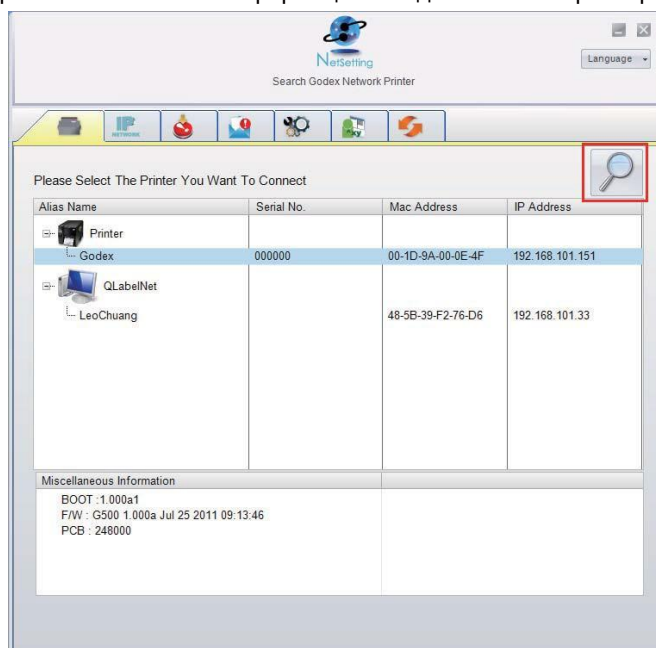 NetSetting
Language
Search Godex Network Printer
IP
NETWORK
Please Select The Printer You Want To Connect
Alias Name Serial No. Mac Address IP Address
Printer
Godex 000000 00-1D-9A-00-0E-4F 192.168.101.151
QLabelNet
LeoChuang 48-5B-39-F2-76-D6 192.168.101.33
Miscellaneous Information
BOOT :1.000a1
F/W : G500 1.000a Jul 25 2011 09:13:46
PCB : 248000